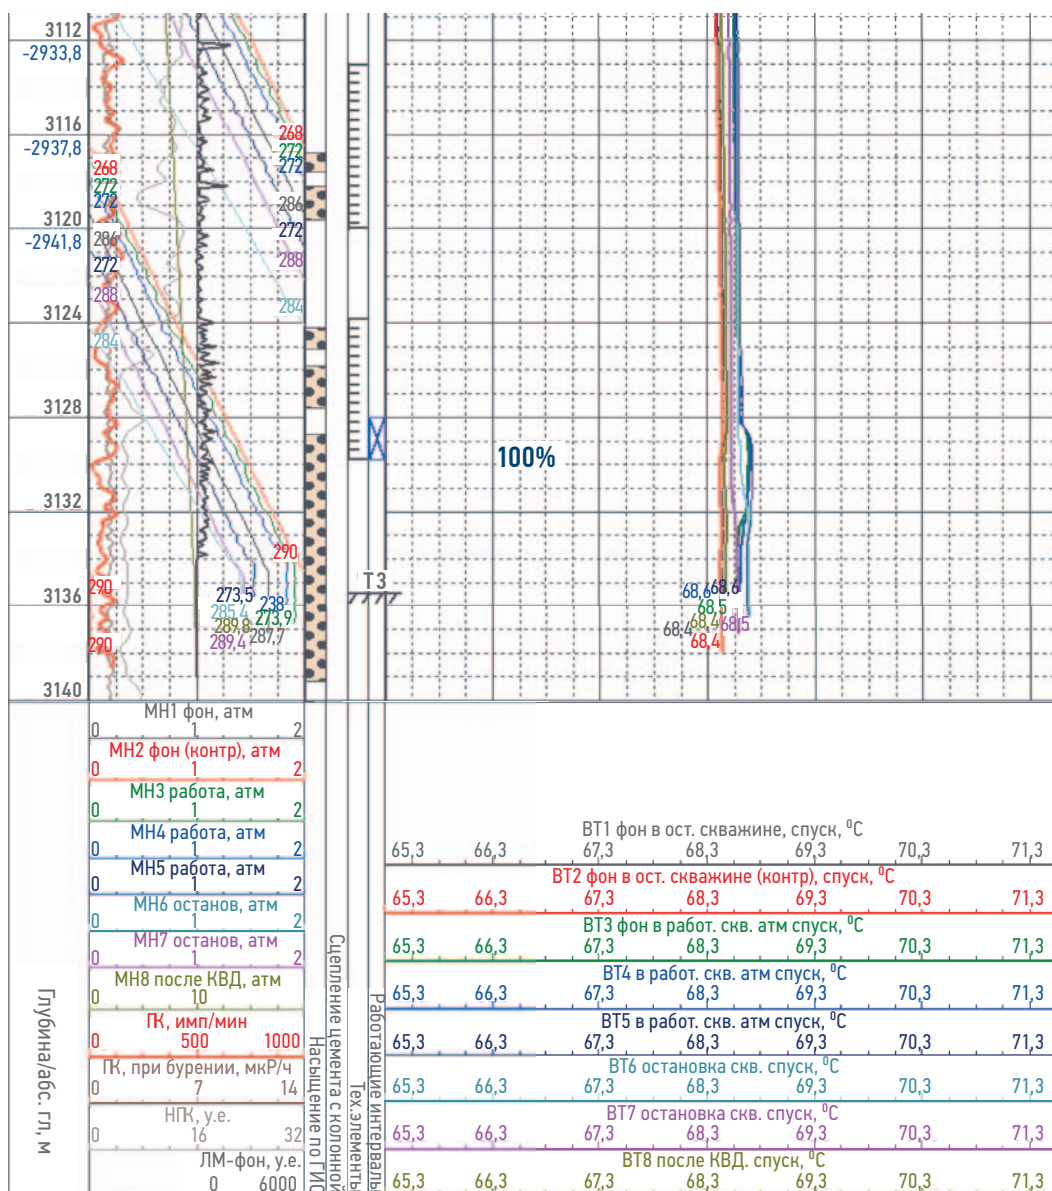 3112
-2933,8
3116
-2937,8
3120
-2941,8
3124
3128
3132
3136
3140
268
272
272
286
272
288
284
268
272
272
286
272
288
284
290
290
290
273,5
285,4
238
289,8
273,9
289,4
287,7
Т3
100%
68,6
68,6
68,5
68,4
68,4
68,5
68,4
Глубина/абс. гл, м
МН1 фон, атм
0 1 2
МН2 фон (контр), атм
0 1 2
МН3 работа, атм
0 1 2
МН4 работа, атм
0 1 2
МН5 работа, атм
0 1 2
МН6 останов, атм
0 1 2
МН7 останов, атм
0 1 2
МН8 после КВД, атм
0 10
ГК, имп/мин
0 500 1000
ГК, при бурении, мкР/ч
0 7 14
НГК, у.е.
0 16 32
ЛМ-фон, у.е.
0 6000
Насыщение по ГИС
Сцепление цемента с колонной
Тех.элементы
Работающие интервалы
ВТ1 фон в ост. скважине, спуск, ⁰С
65,3 66,3 67,3 68,3 69,3 70,3 71,3
ВТ2 фон в ост. скважине (контр), спуск, ⁰С
65,3 66,3 67,3 68,3 69,3 70,3 71,3
ВТ3 фон в работ. скв. атм спуск, ⁰С
65,3 66,3 67,3 68,3 69,3 70,3 71,3
ВТ4 в работ. скв. атм спуск, ⁰С
65,3 66,3 67,3 68,3 69,3 70,3 71,3
ВТ5 в работ. скв. атм спуск, ⁰С
65,3 66,3 67,3 68,3 69,3 70,3 71,3
ВТ6 остановка скв. спуск, ⁰С
65,3 66,3 67,3 68,3 69,3 70,3 71,3
ВТ7 остановка скв. спуск, ⁰С
65,3 66,3 67,3 68,3 69,3 70,3 71,3
ВТ8 после КВД. спуск, ⁰С
65,3 66,3 67,3 68,3 69,3 70,3 71,3